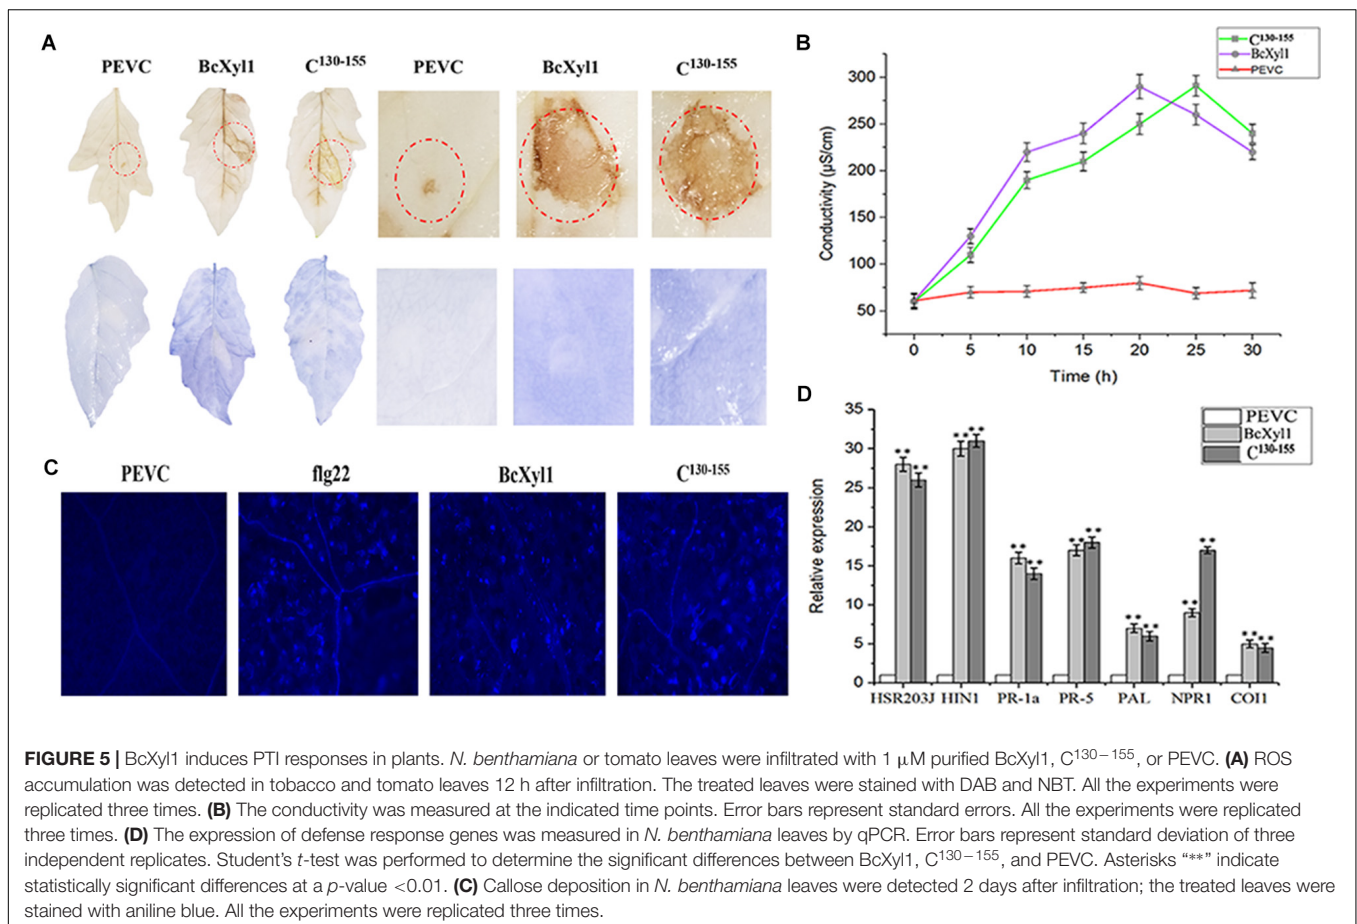 A
PEVC BcXyl1 C130-155 PEVC BcXyl1 C130-155
B
C130-155
BcXyl1
PEVC
Conductivity (µS/cm)
300
250
200
150
100
50
0 5 10 15 20 25 30
Time (h)
C
PEVC flg22 BcXyl1 C130-155
D
PEVC
BcXyl1
C130-155
Relative expression
35
30
25
20
15
10
5
0
** ** ** ** ** ** ** ** ** ** ** ** ** **
HSR203J HIN1 PR-1a PR-5 PAL NPR1 COI1
FIGURE 5 | BcXyl1 induces PTI responses in plants. N. benthamiana or tomato leaves were infiltrated with 1 μM purified BcXyl1, C130−155, or PEVC. (A) ROS
accumulation was detected in tobacco and tomato leaves 12 h after infiltration. The treated leaves were stained with DAB and NBT. All the experiments were
replicated three times. (B) The conductivity was measured at the indicated time points. Error bars represent standard errors. All the experiments were replicated
three times. (D) The expression of defense response genes was measured in N. benthamiana leaves by qPCR. Error bars represent standard deviation of three
independent replicates. Student's t-test was performed to determine the significant differences between BcXyl1, C130−155, and PEVC. Asterisks "**" indicate
statistically significant differences at a p-value <0.01. (C) Callose deposition in N. benthamiana leaves were detected 2 days after infiltration; the treated leaves were
stained with aniline blue. All the experiments were replicated three times.